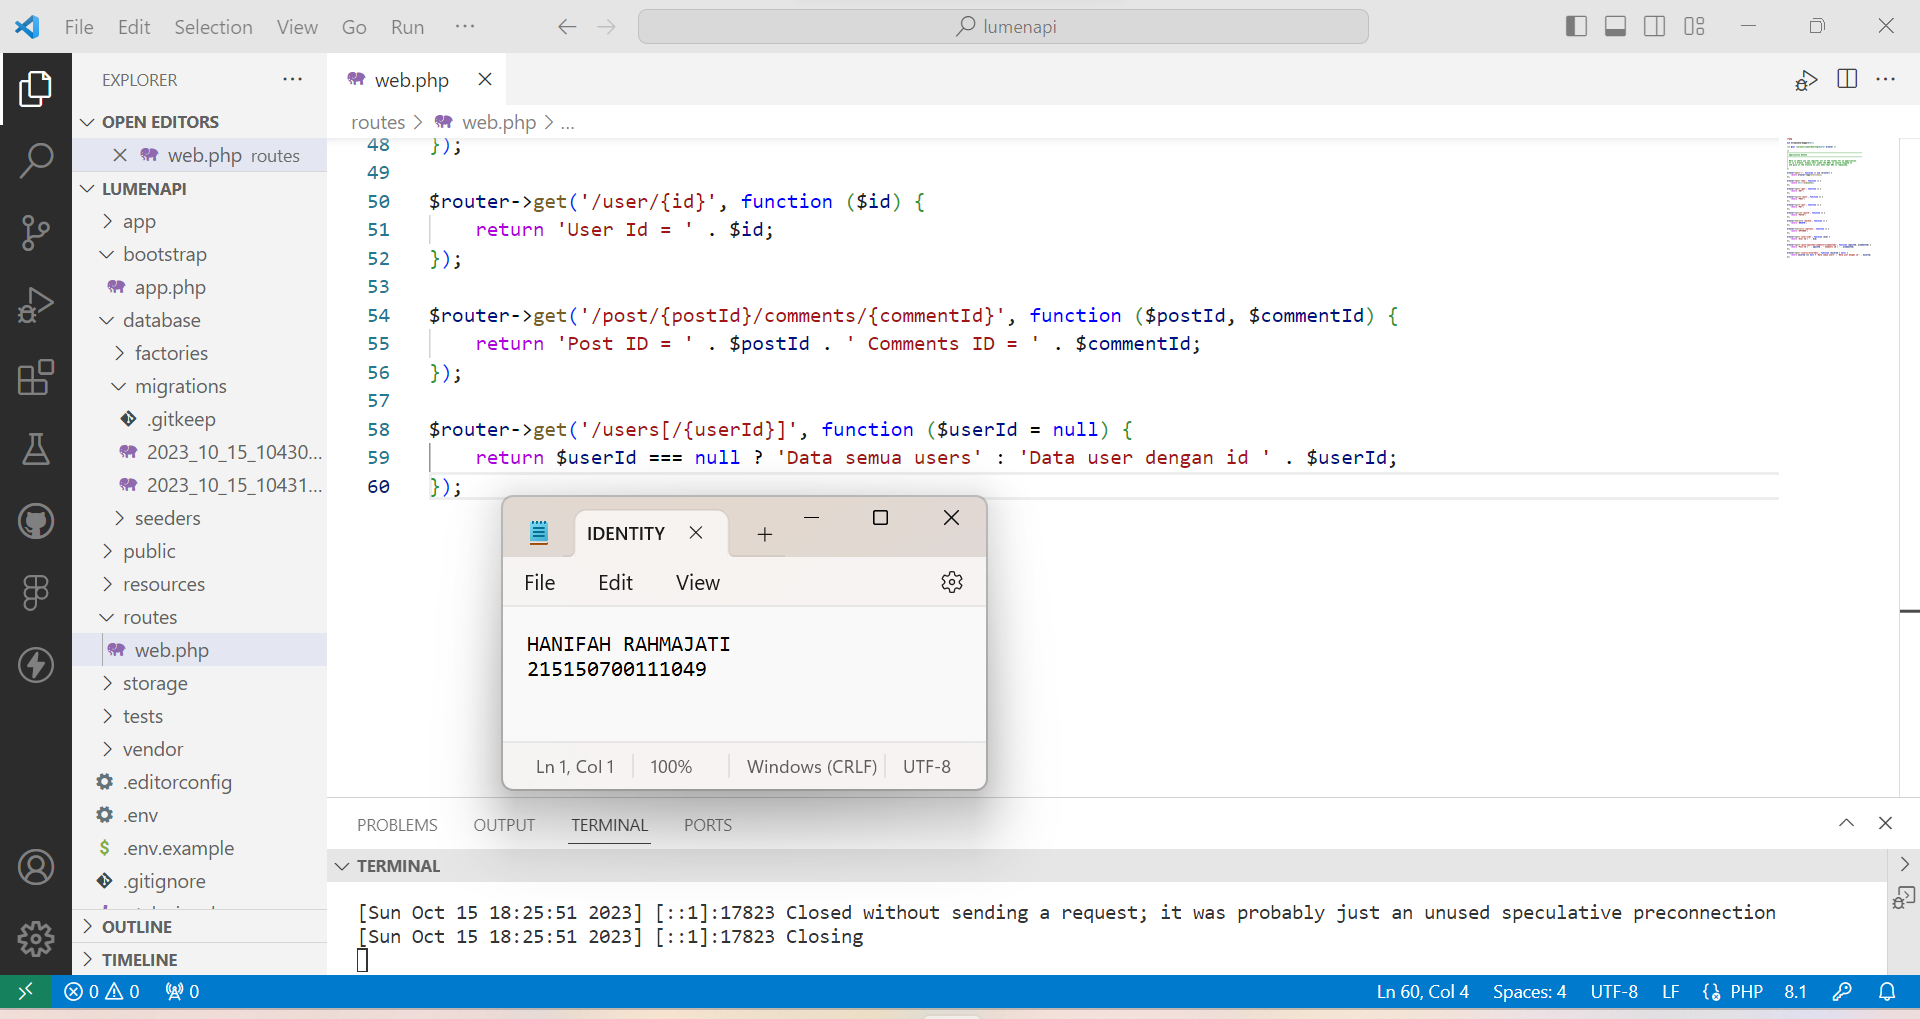 File Edit Selection View Go Run ···
lumenapi
EXPLORER ···
OPEN EDITORS
web.php routes
LUMENAPI
app
bootstrap
app.php
database
factories
migrations
.gitkeep
2023_10_15_10430...
2023_10_15_10431...
seeders
public
resources
routes
web.php
storage
tests
vendor
.editorconfig
.env
.env.example
.gitignore
OUTLINE
TIMELINE
web.php
routes > web.php > ...
48 });
49
50 $router->get('/user/{id}', function ($id) {
51 return 'User Id = ' . $id;
52 });
53
54 $router->get('/post/{postId}/comments/{commentId}', function ($postId, $commentId) {
55 return 'Post ID = ' . $postId . ' Comments ID = ' . $commentId;
56 });
57
58 $router->get('/users[/{userId}]', function ($userId = null) {
59 return $userId === null ? 'Data semua users' : 'Data user dengan id ' . $userId;
60 });
IDENTITY
File Edit View
HANIFAH RAHMAJATI
215150700111049
Ln 1, Col 1 100% Windows (CRLF) UTF-8
PROBLEMS OUTPUT TERMINAL PORTS
TERMINAL
[Sun Oct 15 18:25:51 2023] [::1]:17823 Closed without sending a request; it was probably just an unused speculative preconnection
[Sun Oct 15 18:25:51 2023] [::1]:17823 Closing
0 0 0
Ln 60, Col 4 Spaces: 4 UTF-8 LF PHP 8.1